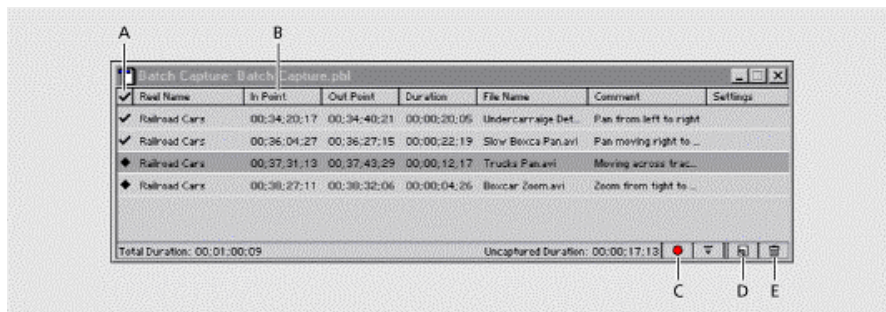 A B
Batch Capture: Batch Capture.pbl
Reel Name In Point Out Point Duration File Name Comment Settings
Railroad Cars 00;34;20;17 00;34;40;21 00;00;20;05 Undercarraige Det... Pan from left to right
Railroad Cars 00;36;04;27 00;36;27;15 00;00;22;19 Slow Boxca Pan.avi Pan moving right to ...
Railroad Cars 00;37;31;13 00;37;43;29 00;00;12;17 Trucks Pan.avi Moving across trac...
Railroad Cars 00;38;27;11 00;38;32;06 00;00;04;26 Boxcar Zoom.avi Zoom from tight to ...
Total Duration: 00;01;00;09 Uncaptured Duration: 00;00;17;13
C D E